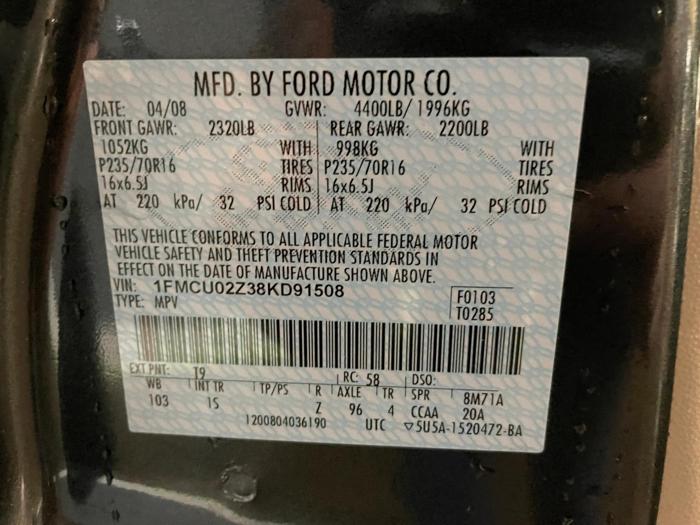 MFD. BY FORD MOTOR CO.
DATE: 04/08 GVWR: 4400LB/ 1996KG
FRONT GAWR: 2320LB REAR GAWR: 2200LB
1052KG WITH 998KG WITH
P235/70R16 TIRES P235/70R16 TIRES
16x6.5J RIMS 16x6.5J RIMS
AT 220 kPa/ 32 PSI COLD AT 220 kPa/ 32 PSI COLD
THIS VEHICLE CONFORMS TO ALL APPLICABLE FEDERAL MOTOR
VEHICLE SAFETY AND THEFT PREVENTION STANDARDS IN
EFFECT ON THE DATE OF MANUFACTURE SHOWN ABOVE.
VIN: 1FMCU02Z38KD91508
TYPE: MPV
F0103
T0285
EXT PNT: T9 RC: 58 DSO:
WB INT TR TP/PS R AXLE TR SPR 8M71A
103 IS Z 96 4 CCAA 20A
1200804036190 UTC ▽5U5A-1520472-BA